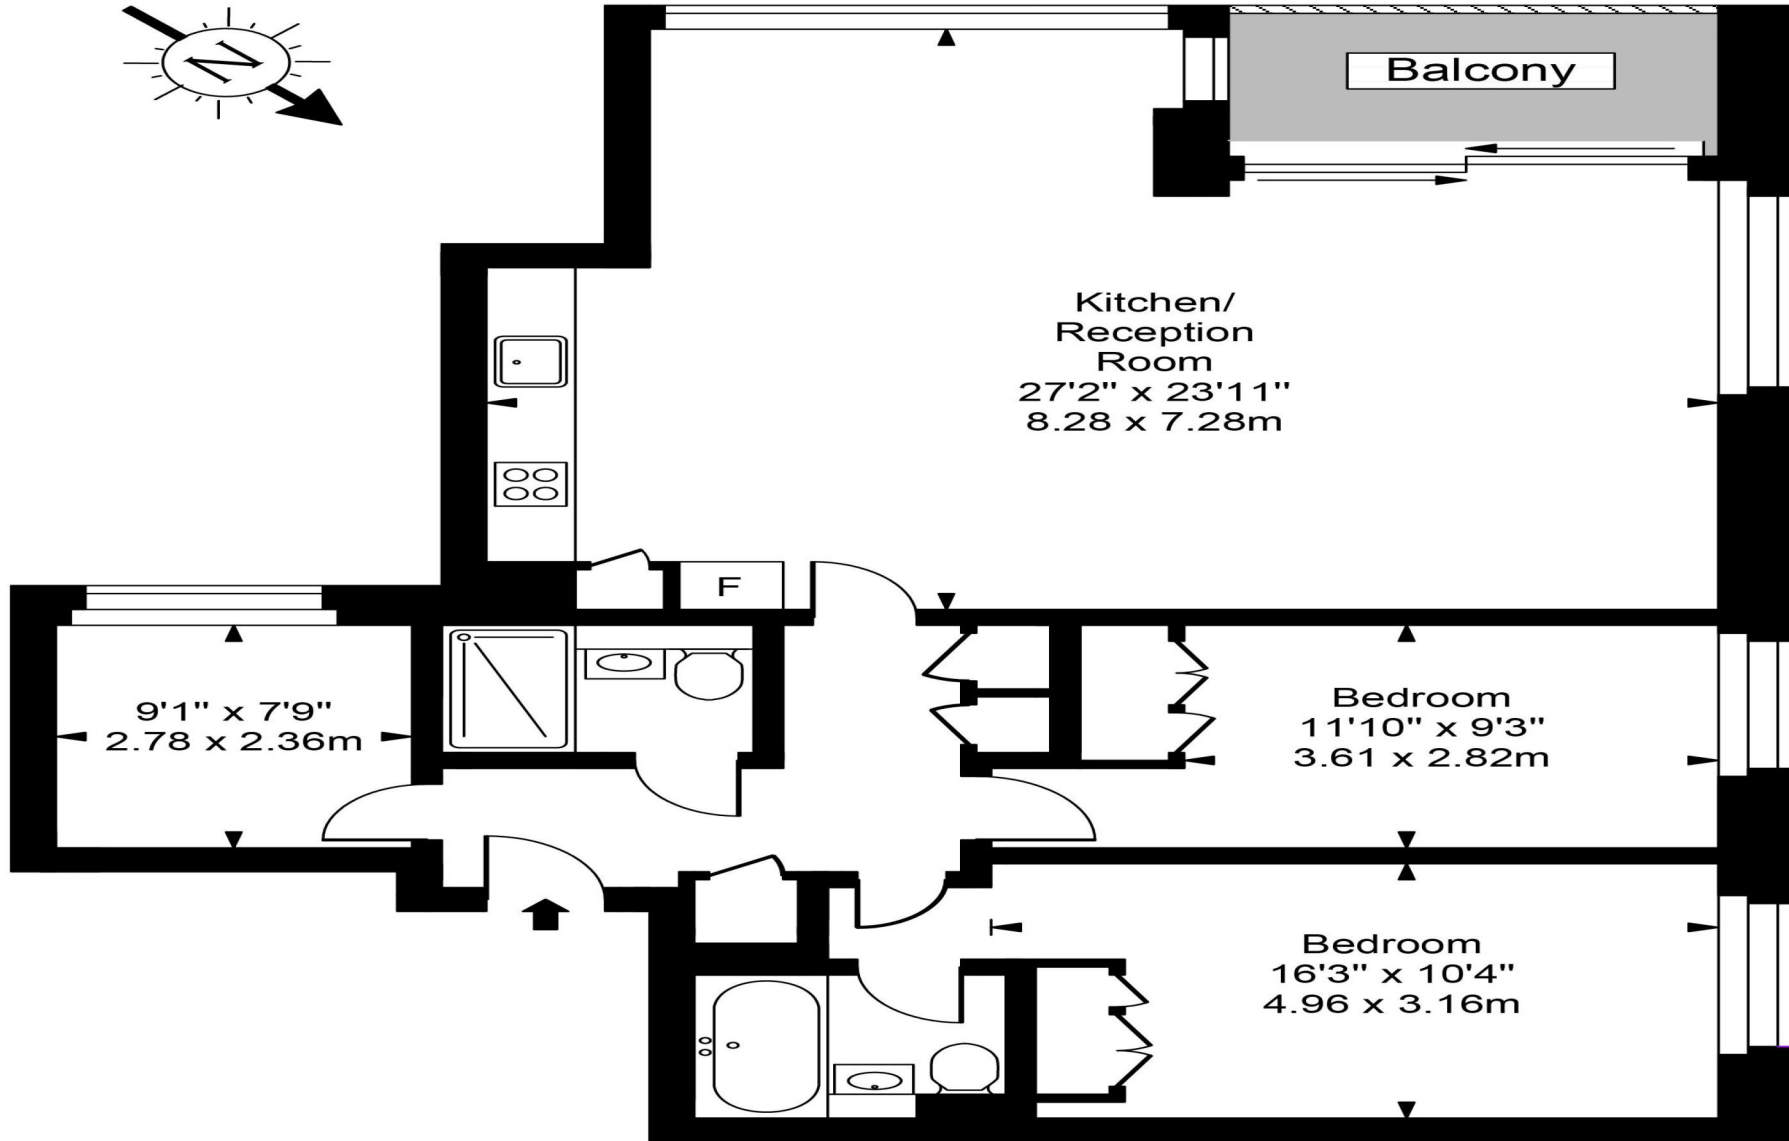 N
Balcony
Kitchen/
Reception
Room
27'2" x 23'11"
8.28 x 7.28m
F
9'1" x 7'9"
2.78 x 2.36m
Bedroom
11'10" x 9'3"
3.61 x 2.82m
Bedroom
16'3" x 10'4"
4.96 x 3.16m